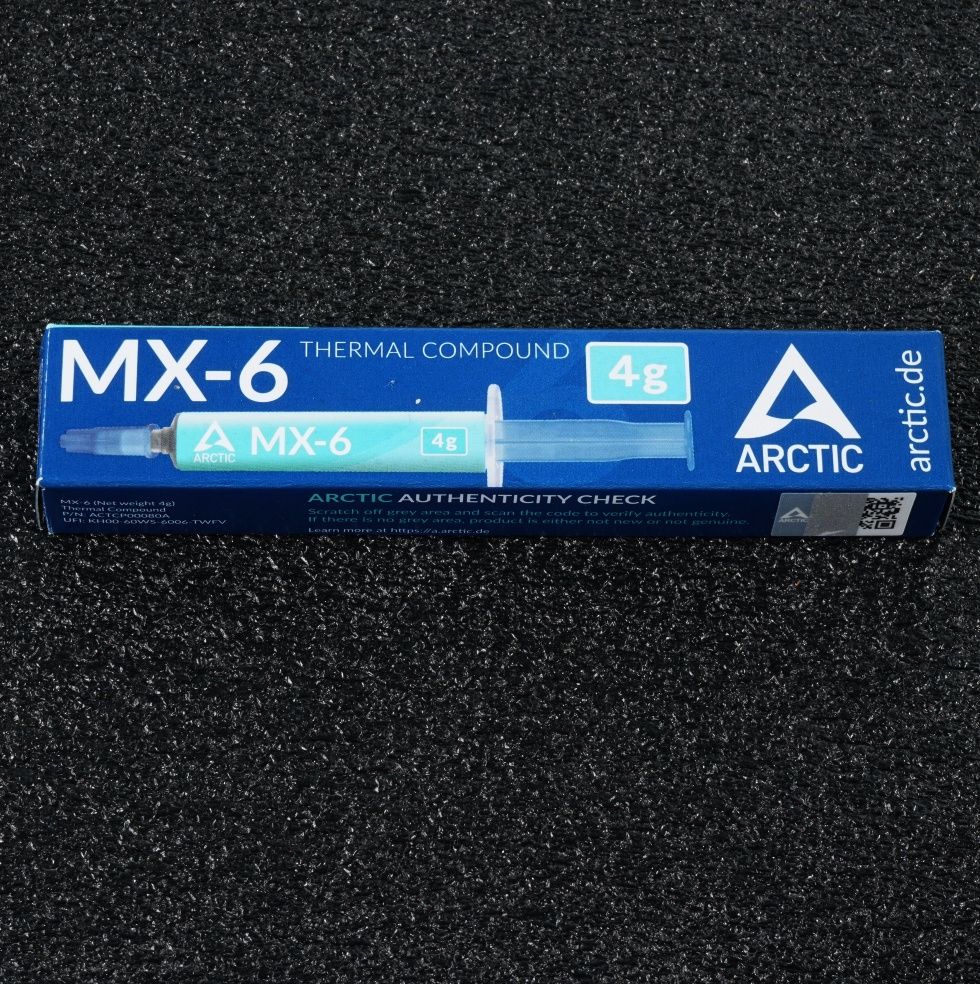 MX-6 THERMAL COMPOUND 4g
ARCTIC
arctic.de
ARCTIC
MX-6
4g
MX-6 (Net weight 4g)
Thermal Compound
P/N: ACTCP00080A
UFI: KH00-60W5-6006-TWFV
ARCTIC AUTHENTICITY CHECK
Scratch off grey area and scan the code to verify authenticity.
If there is no grey area, product is either not new or not genuine.
Learn more at https://a.arctic.de
ARCTIC